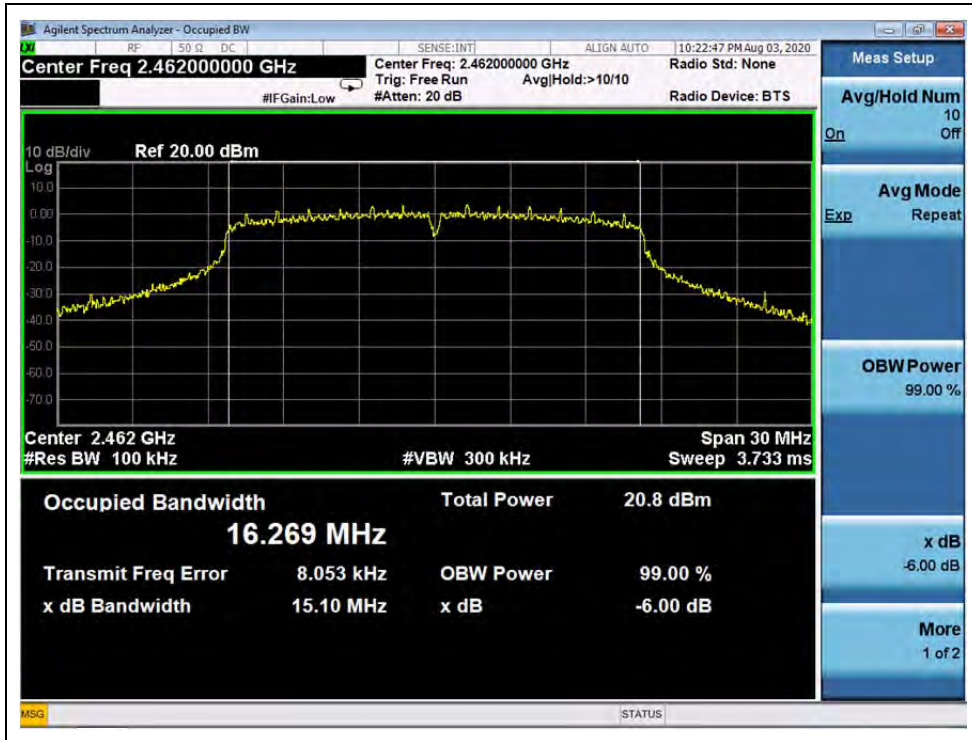 Agilent Spectrum Analyzer - Occupied BW
LXI RF 50 Ω DC SENSE:INT ALIGN AUTO 10:22:47 PM Aug 03, 2020
Center Freq 2.462000000 GHz Center Freq: 2.462000000 GHz Radio Std: None
Trig: Free Run Avg|Hold:>10/10
#IFGain:Low #Atten: 20 dB Radio Device: BTS
10 dB/div Ref 20.00 dBm
Log
10.0
0.00
-10.0
-20.0
-30.0
-40.0
-50.0
-60.0
-70.0
Center 2.462 GHz Span 30 MHz
#Res BW 100 kHz #VBW 300 kHz Sweep 3.733 ms
Occupied Bandwidth Total Power 20.8 dBm
16.269 MHz
Transmit Freq Error 8.053 kHz OBW Power 99.00 %
x dB Bandwidth 15.10 MHz x dB -6.00 dB
Meas Setup
Avg/Hold Num
10
On Off
Avg Mode
Exp Repeat
OBW Power
99.00 %
x dB
-6.00 dB
More
1 of 2
MSG STATUS